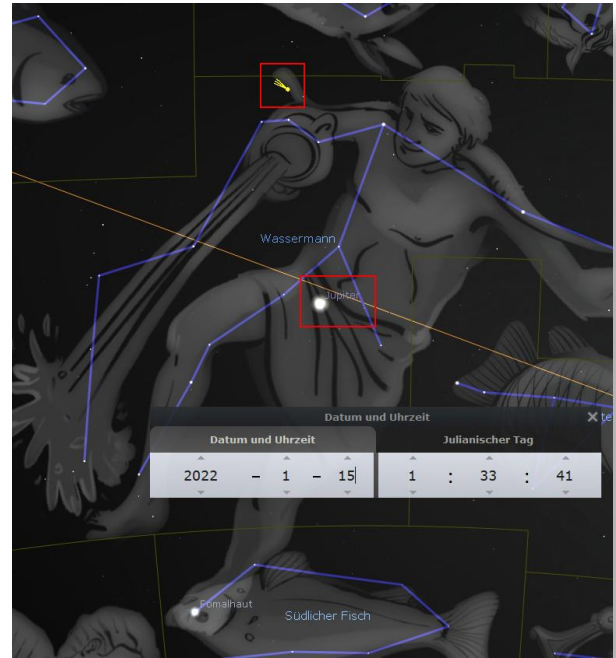 Wassermann
Jupiter
Datum und Uhrzeit
Datum und Uhrzeit
Julianischer Tag
2022 - 1 - 15
1 : 33 : 41
Fomalhaut
Südlicher Fisch